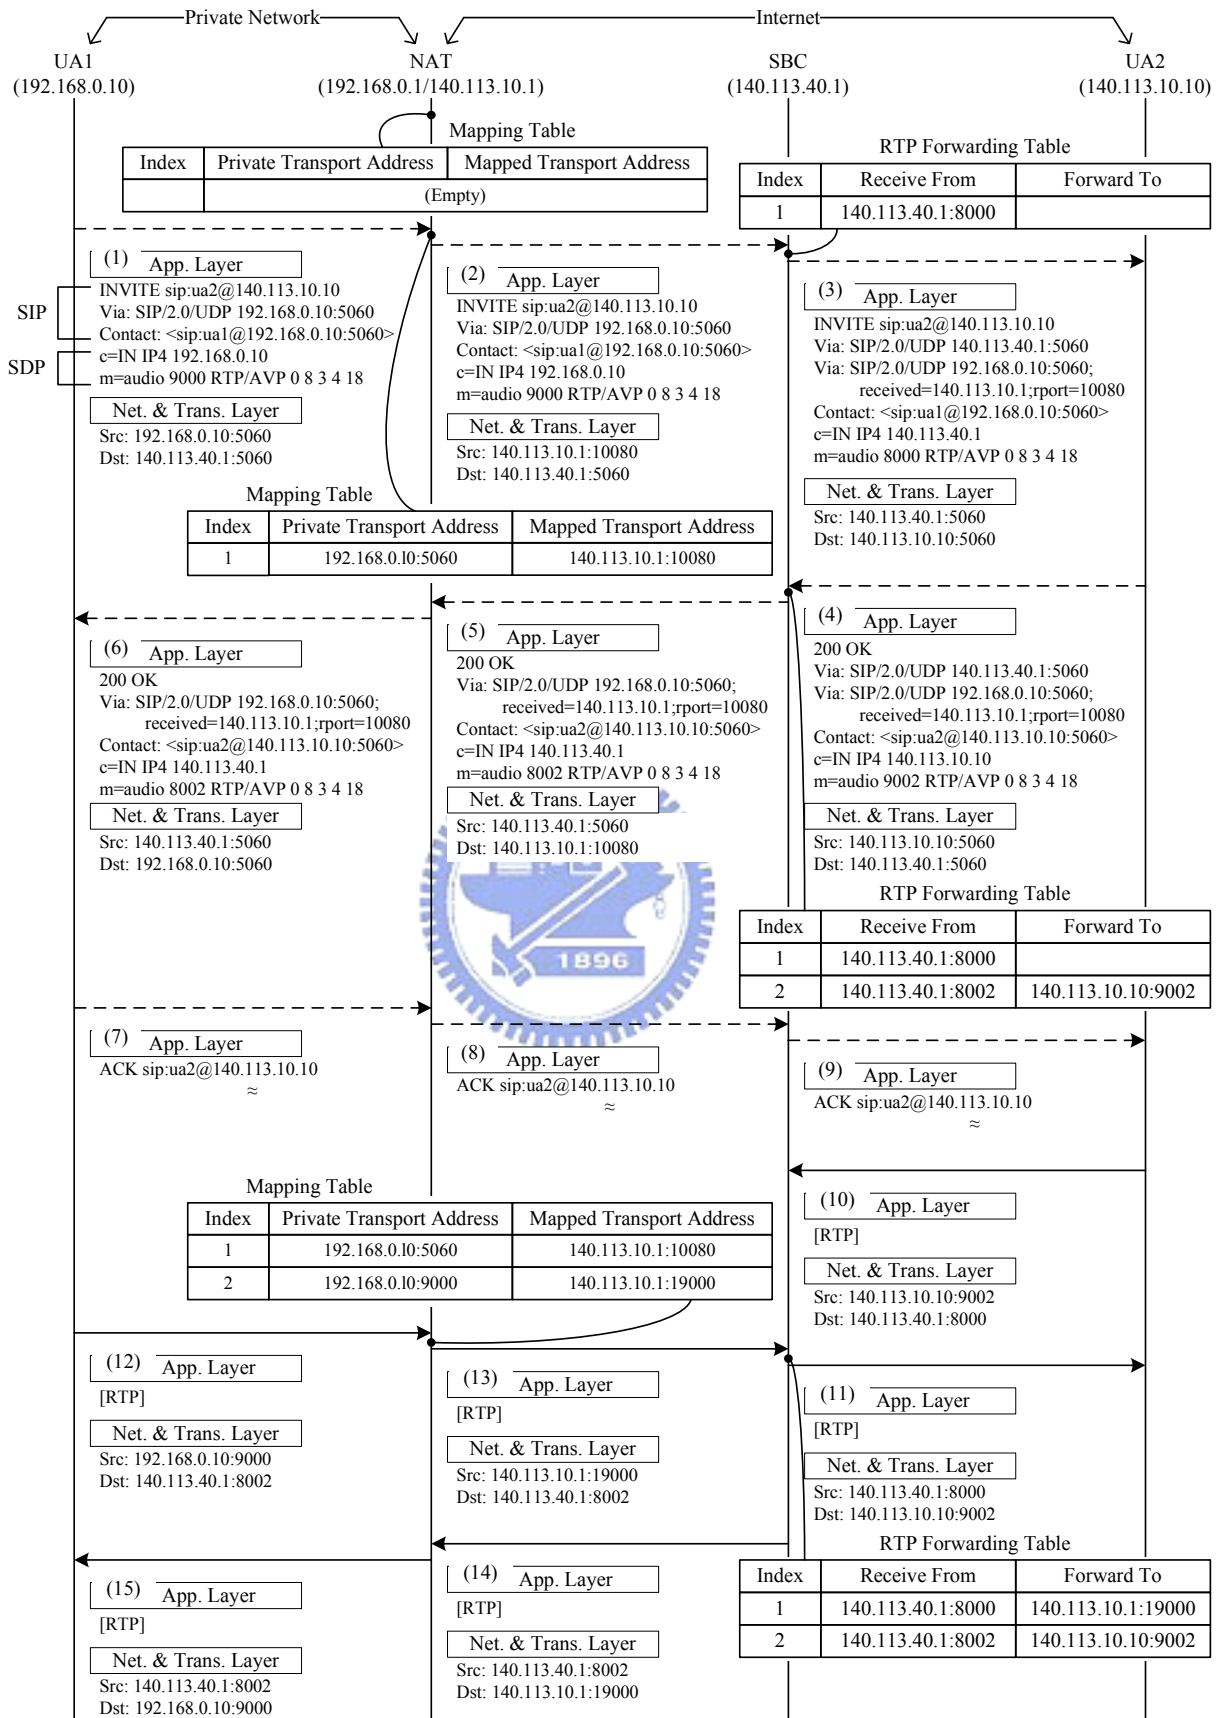 Private Network
Internet
UA1
(192.168.0.10)
NAT
(192.168.0.1/140.113.10.1)
SBC
(140.113.40.1)
UA2
(140.113.10.10)
Mapping Table
Index Private Transport Address Mapped Transport Address
(Empty)
RTP Forwarding Table
Index Receive From Forward To
1 140.113.40.1:8000
SIP
SDP
(1) App. Layer
INVITE sip:ua2@140.113.10.10
Via: SIP/2.0/UDP 192.168.0.10:5060
Contact: <sip:ua1@192.168.0.10:5060>
c=IN IP4 192.168.0.10
m=audio 9000 RTP/AVP 0 8 3 4 18
Net. & Trans. Layer
Src: 192.168.0.10:5060
Dst: 140.113.40.1:5060
(2) App. Layer
INVITE sip:ua2@140.113.10.10
Via: SIP/2.0/UDP 192.168.0.10:5060
Contact: <sip:ua1@192.168.0.10:5060>
c=IN IP4 192.168.0.10
m=audio 9000 RTP/AVP 0 8 3 4 18
Net. & Trans. Layer
Src: 140.113.10.1:10080
Dst: 140.113.40.1:5060
(3) App. Layer
INVITE sip:ua2@140.113.10.10
Via: SIP/2.0/UDP 140.113.40.1:5060
Via: SIP/2.0/UDP 192.168.0.10:5060;
received=140.113.10.1;rport=10080
Contact: <sip:ua1@192.168.0.10:5060>
c=IN IP4 140.113.40.1
m=audio 8000 RTP/AVP 0 8 3 4 18
Net. & Trans. Layer
Src: 140.113.40.1:5060
Dst: 140.113.10.10:5060
Mapping Table
Index Private Transport Address Mapped Transport Address
1 192.168.0.10:5060 140.113.10.1:10080
(4) App. Layer
200 OK
Via: SIP/2.0/UDP 140.113.40.1:5060
Via: SIP/2.0/UDP 192.168.0.10:5060;
received=140.113.10.1;rport=10080
Contact: <sip:ua2@140.113.10.10:5060>
c=IN IP4 140.113.10.10
m=audio 9002 RTP/AVP 0 8 3 4 18
Net. & Trans. Layer
Src: 140.113.10.10:5060
Dst: 140.113.40.1:5060
(5) App. Layer
200 OK
Via: SIP/2.0/UDP 192.168.0.10:5060;
received=140.113.10.1;rport=10080
Contact: <sip:ua2@140.113.10.10:5060>
c=IN IP4 140.113.40.1
m=audio 8002 RTP/AVP 0 8 3 4 18
Net. & Trans. Layer
Src: 140.113.40.1:5060
Dst: 140.113.10.1:10080
(6) App. Layer
200 OK
Via: SIP/2.0/UDP 192.168.0.10:5060;
received=140.113.10.1;rport=10080
Contact: <sip:ua2@140.113.10.10:5060>
c=IN IP4 140.113.40.1
m=audio 8002 RTP/AVP 0 8 3 4 18
Net. & Trans. Layer
Src: 140.113.40.1:5060
Dst: 192.168.0.10:5060
1896
RTP Forwarding Table
Index Receive From Forward To
1 140.113.40.1:8000
2 140.113.40.1:8002 140.113.10.10:9002
(7) App. Layer
ACK sip:ua2@140.113.10.10
≈
(8) App. Layer
ACK sip:ua2@140.113.10.10
≈
(9) App. Layer
ACK sip:ua2@140.113.10.10
≈
(10) App. Layer
[RTP]
Net. & Trans. Layer
Src: 140.113.10.10:9002
Dst: 140.113.40.1:8000
Mapping Table
Index Private Transport Address Mapped Transport Address
1 192.168.0.10:5060 140.113.10.1:10080
2 192.168.0.10:9000 140.113.10.1:19000
(12) App. Layer
[RTP]
Net. & Trans. Layer
Src: 192.168.0.10:9000
Dst: 140.113.40.1:8002
(13) App. Layer
[RTP]
Net. & Trans. Layer
Src: 140.113.10.1:19000
Dst: 140.113.40.1:8002
(11) App. Layer
[RTP]
Net. & Trans. Layer
Src: 140.113.40.1:8000
Dst: 140.113.10.10:9002
RTP Forwarding Table
Index Receive From Forward To
1 140.113.40.1:8000 140.113.10.1:19000
2 140.113.40.1:8002 140.113.10.10:9002
(14) App. Layer
[RTP]
Net. & Trans. Layer
Src: 140.113.40.1:8002
Dst: 140.113.10.1:19000
(15) App. Layer
[RTP]
Net. & Trans. Layer
Src: 140.113.40.1:8002
Dst: 192.168.0.10:9000